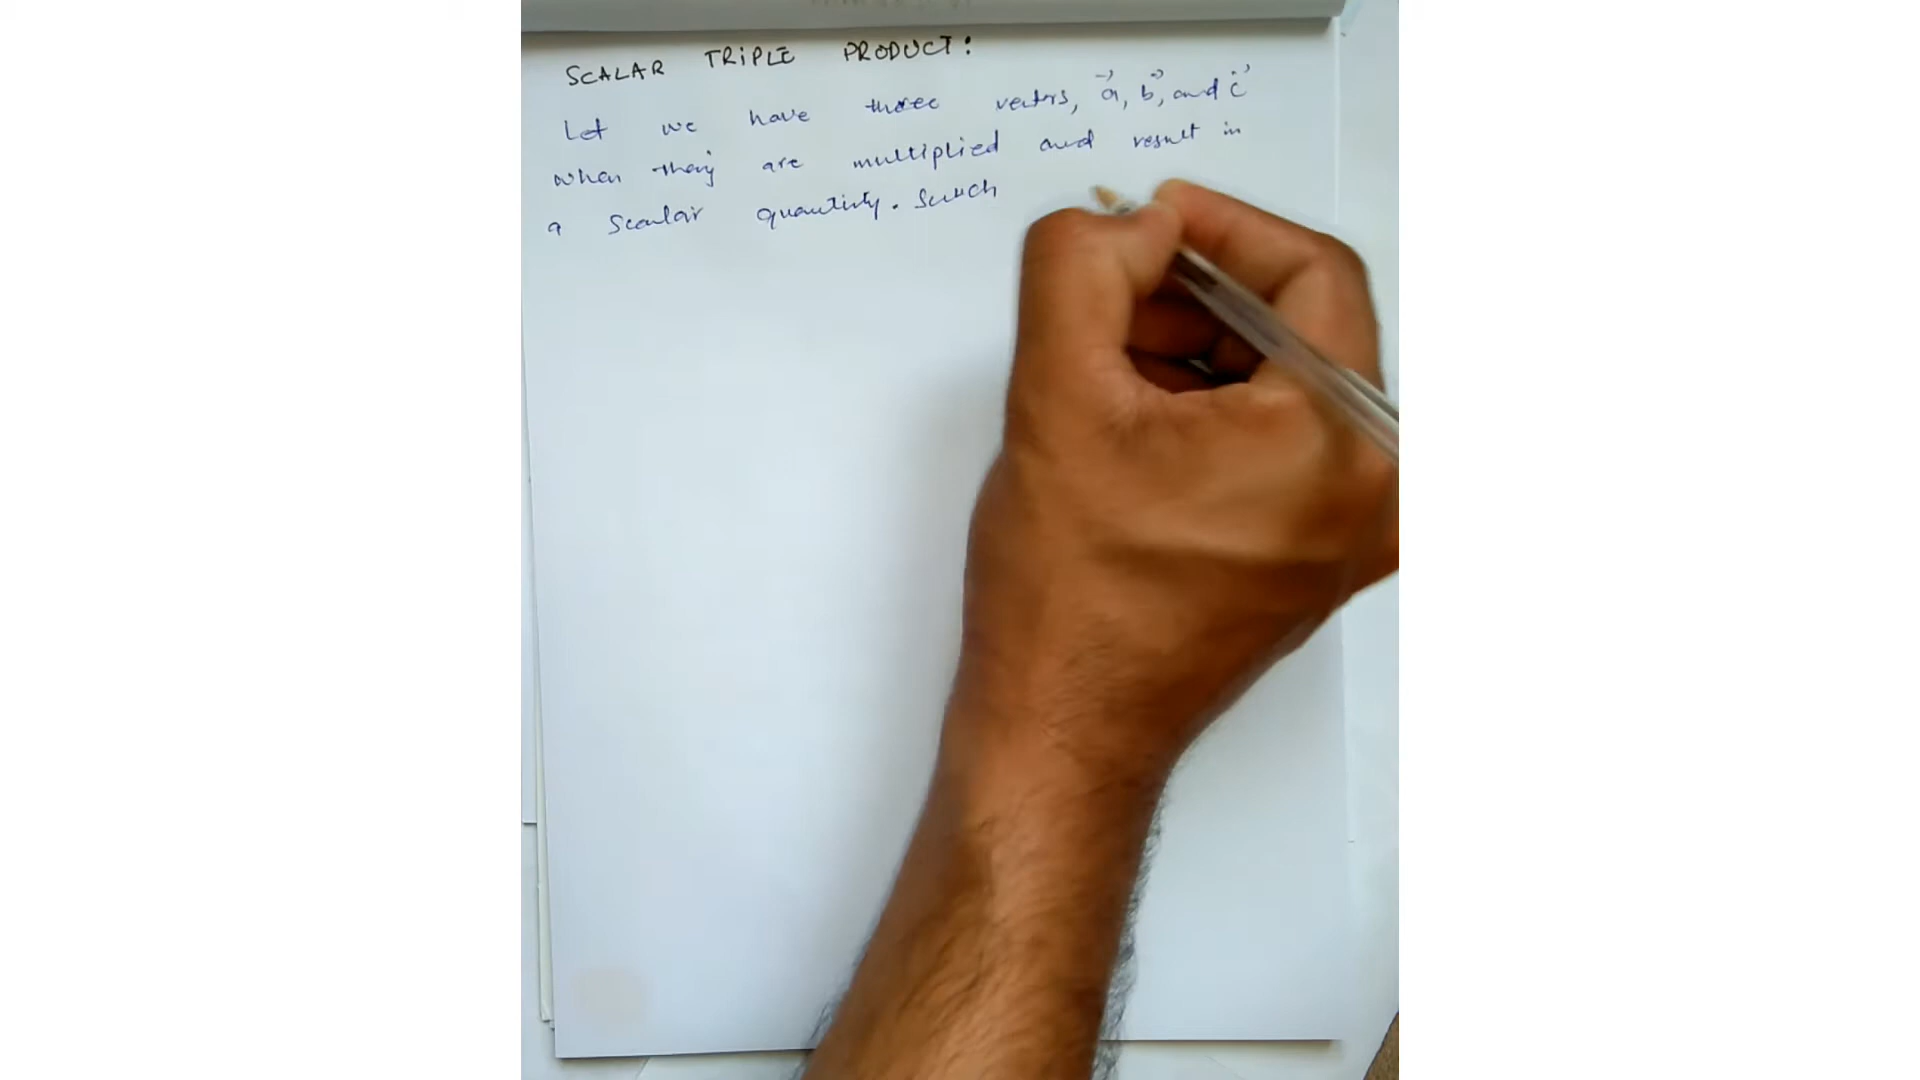 SCALAR TRIPLE PRODUCT:
Let we have three vectors, a⃗, b⃗, and c⃗
when they are multiplied and result in
a scalar quantity. Such